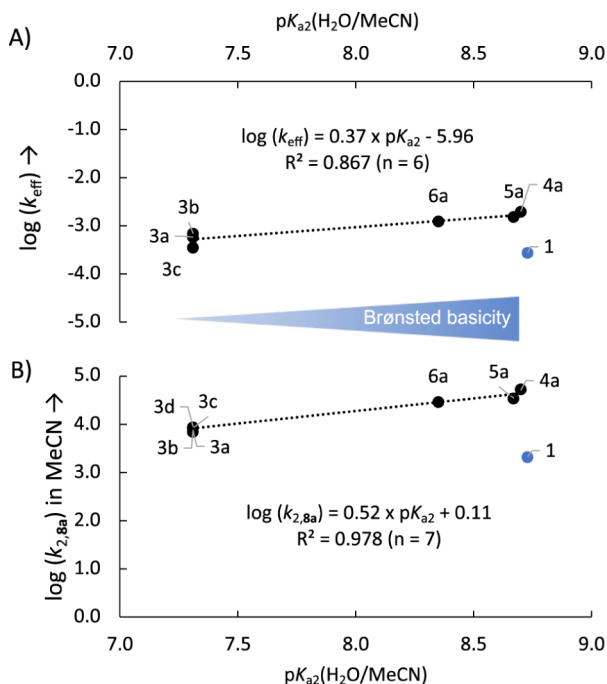 pKa2(H2O/MeCN)
A)
7.0 7.5 8.0 8.5 9.0
0.0
-1.0
-2.0
-3.0
-4.0
-5.0
log (keff) →
log (keff) = 0.37 x pKa2 - 5.96
R² = 0.867 (n = 6)
3b
3a
3c
6a
5a
4a
1
Brønsted basicity
B)
5.0
4.0
3.0
2.0
1.0
0.0
log (k2,8a) in MeCN →
3d
3c
3b
3a
6a
5a
4a
1
log (k2,8a) = 0.52 x pKa2 + 0.11
R² = 0.978 (n = 7)
7.0 7.5 8.0 8.5 9.0
pKa2(H2O/MeCN)